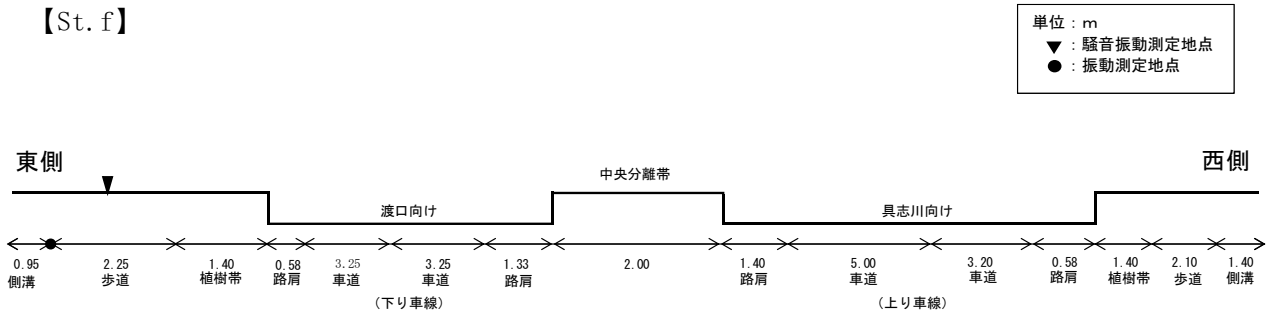 【St.f】
単位：m
▼：騒音振動測定地点
●：振動測定地点
東側
西側
中央分離帯
渡口向け
具志川向け
0.95 2.25 1.40 0.58 3.25 3.25 1.33 2.00 1.40 5.00 3.20 0.58 1.40 2.10 1.40
側溝 歩道 植樹帯 路肩 車道 車道 路肩 路肩 車道 車道 路肩 植樹帯 歩道 側溝
(下り車線) (上り車線)